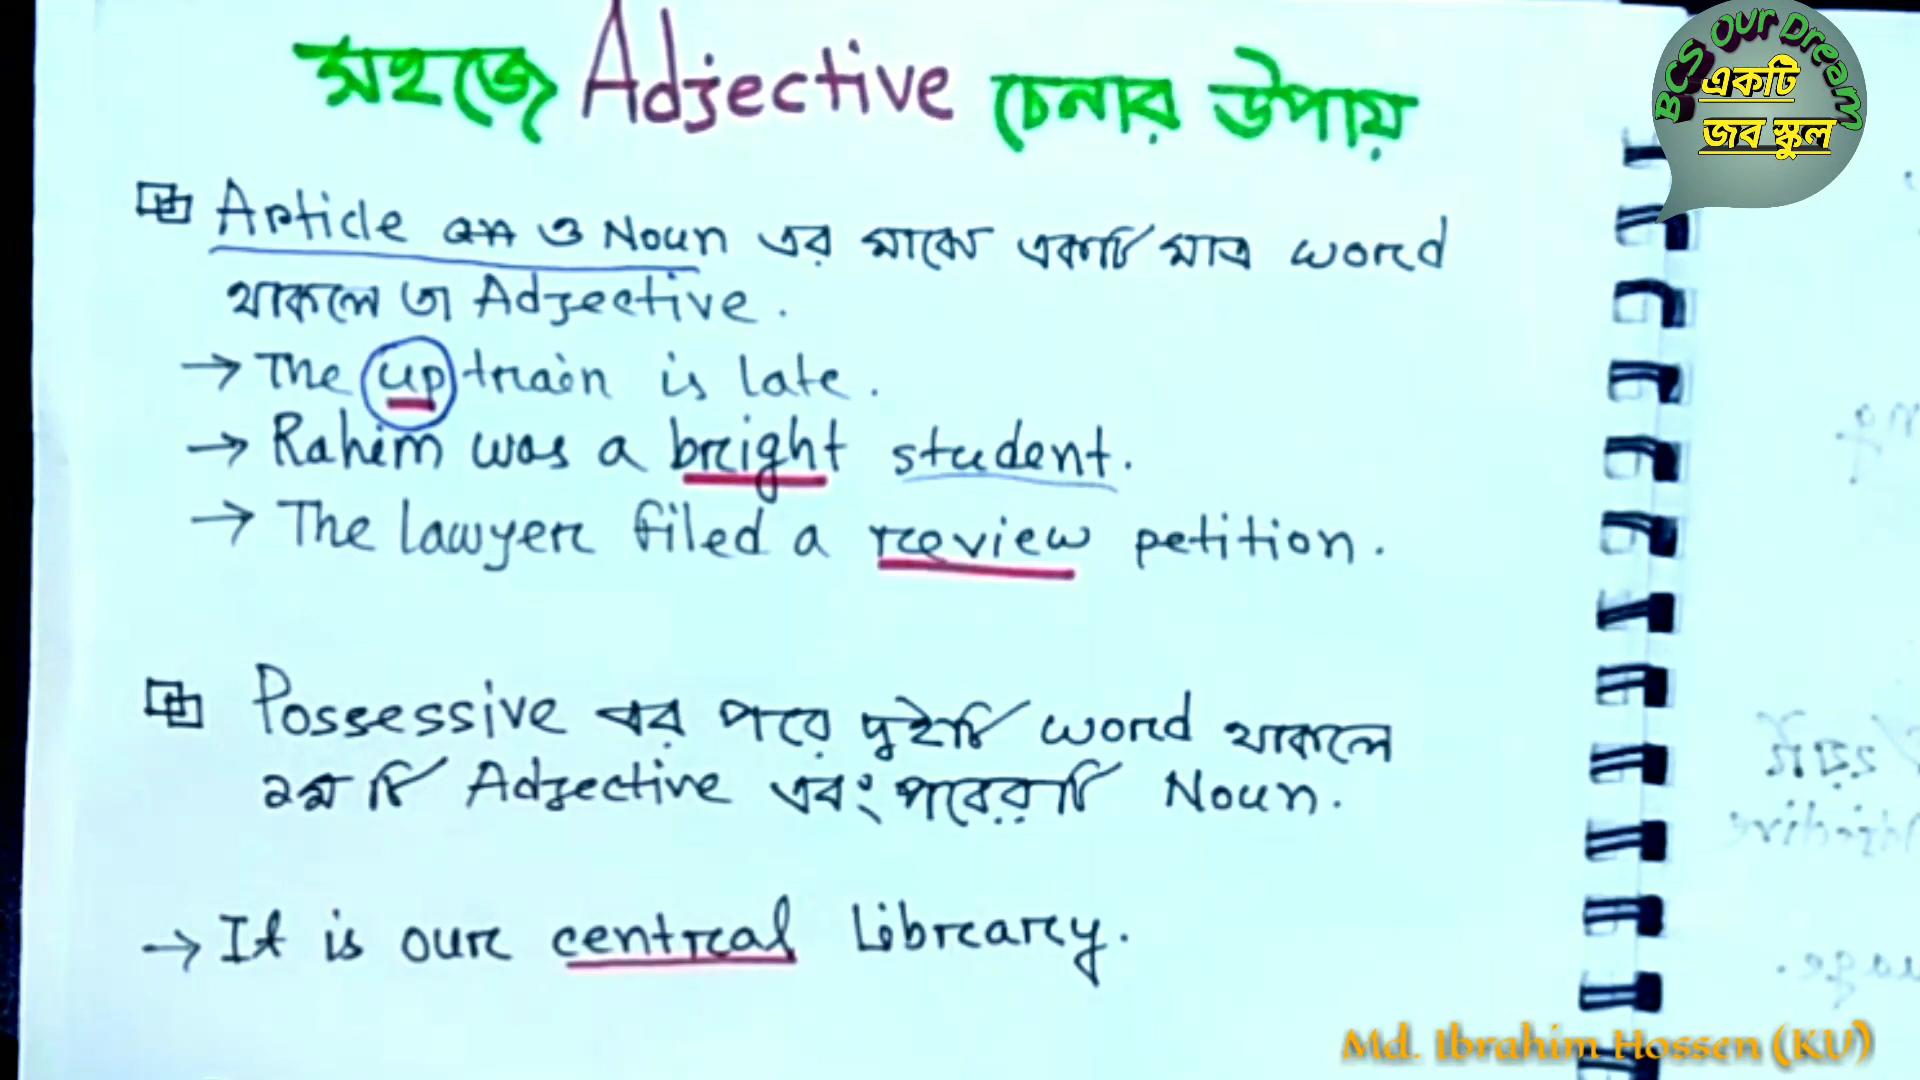 সহজে Adjective চেনার উপায়
BCS Our Dream
একটি
জব স্কুল
Article ও Noun এর মাঝে একটি মাত্র word
থাকলে তা Adjective.
→ The up train is late.
→ Rahim was a bright student.
→ The lawyer filed a review petition.
Possessive এর পরে দুইটি word থাকলে
১ম টি Adjective এবং পরেরটি Noun.
→ It is our central Library.
Md. Ibrahim Hossen (KU)